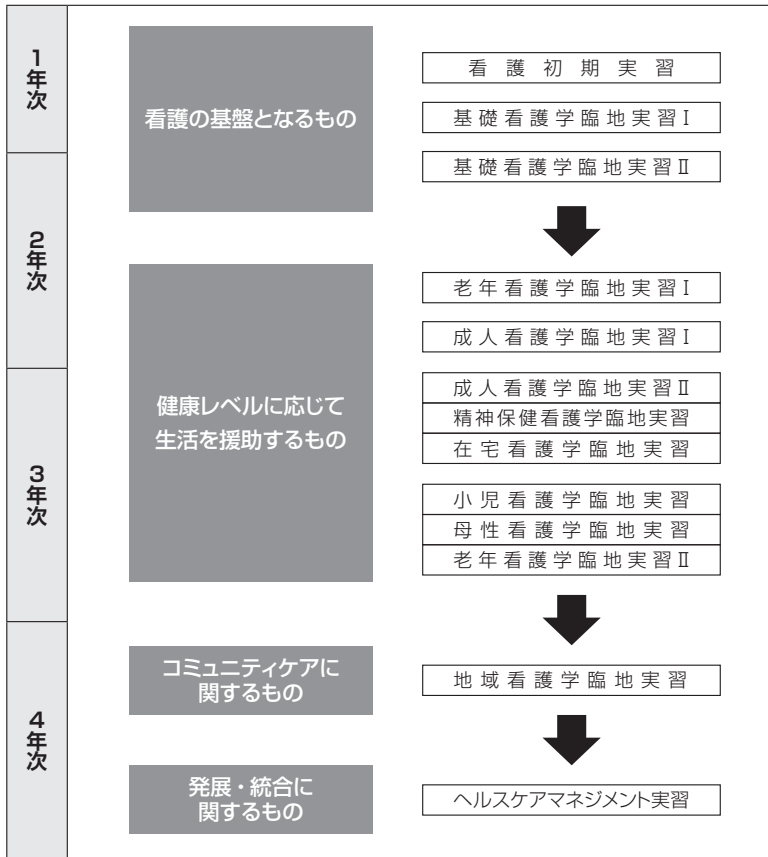 1年次
看護の基盤となるもの
看護初期実習
基礎看護学臨地実習Ⅰ
基礎看護学臨地実習Ⅱ
2年次
健康レベルに応じて
生活を援助するもの
老年看護学臨地実習Ⅰ
成人看護学臨地実習Ⅰ
3年次
成人看護学臨地実習Ⅱ
精神保健看護学臨地実習
在宅看護学臨地実習
小児看護学臨地実習
母性看護学臨地実習
老年看護学臨地実習Ⅱ
4年次
コミュニティケアに
関するもの
地域看護学臨地実習
発展・統合に
関するもの
ヘルスケアマネジメント実習